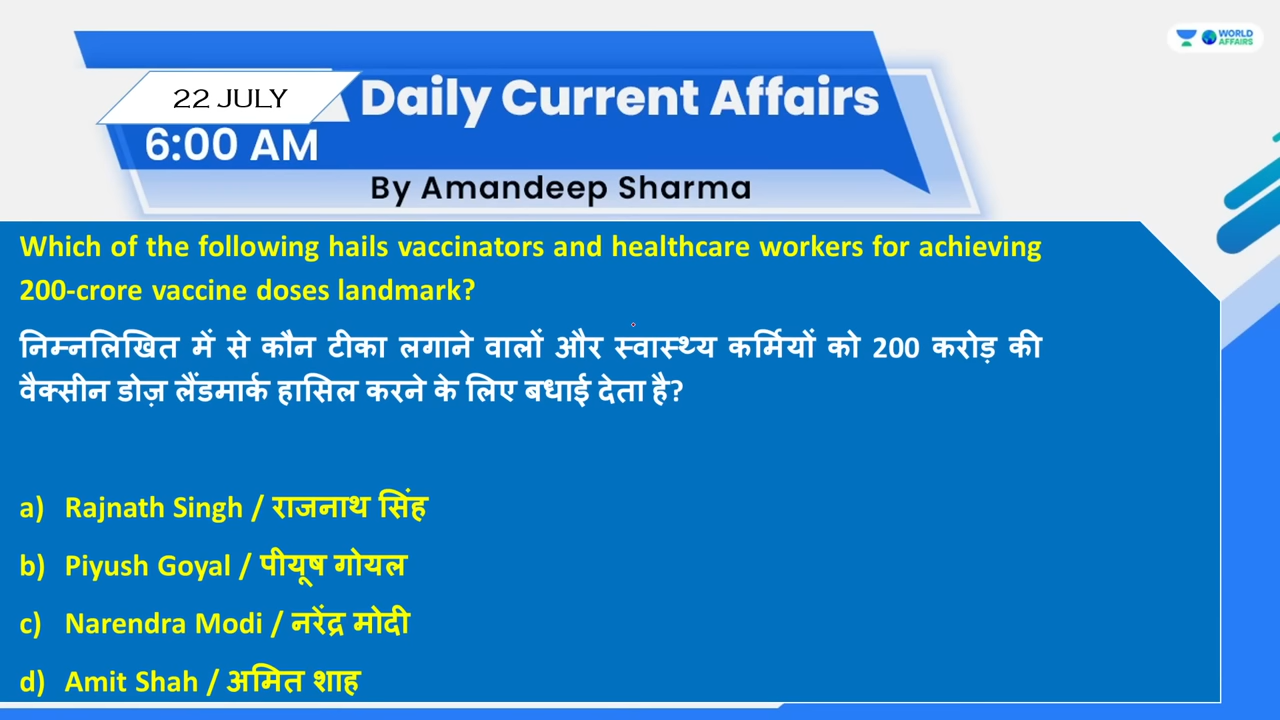 WORLD
AFFAIRS
22 JULY
Daily Current Affairs
6:00 AM
By Amandeep Sharma
Which of the following hails vaccinators and healthcare workers for achieving
200-crore vaccine doses landmark?
निम्नलिखित में से कौन टीका लगाने वालों और स्वास्थ्य कर्मियों को 200 करोड़ की
वैक्सीन डोज़ लैंडमार्क हासिल करने के लिए बधाई देता है?
a) Rajnath Singh / राजनाथ सिंह
b) Piyush Goyal / पीयूष गोयल
c) Narendra Modi / नरेंद्र मोदी
d) Amit Shah / अमित शाह